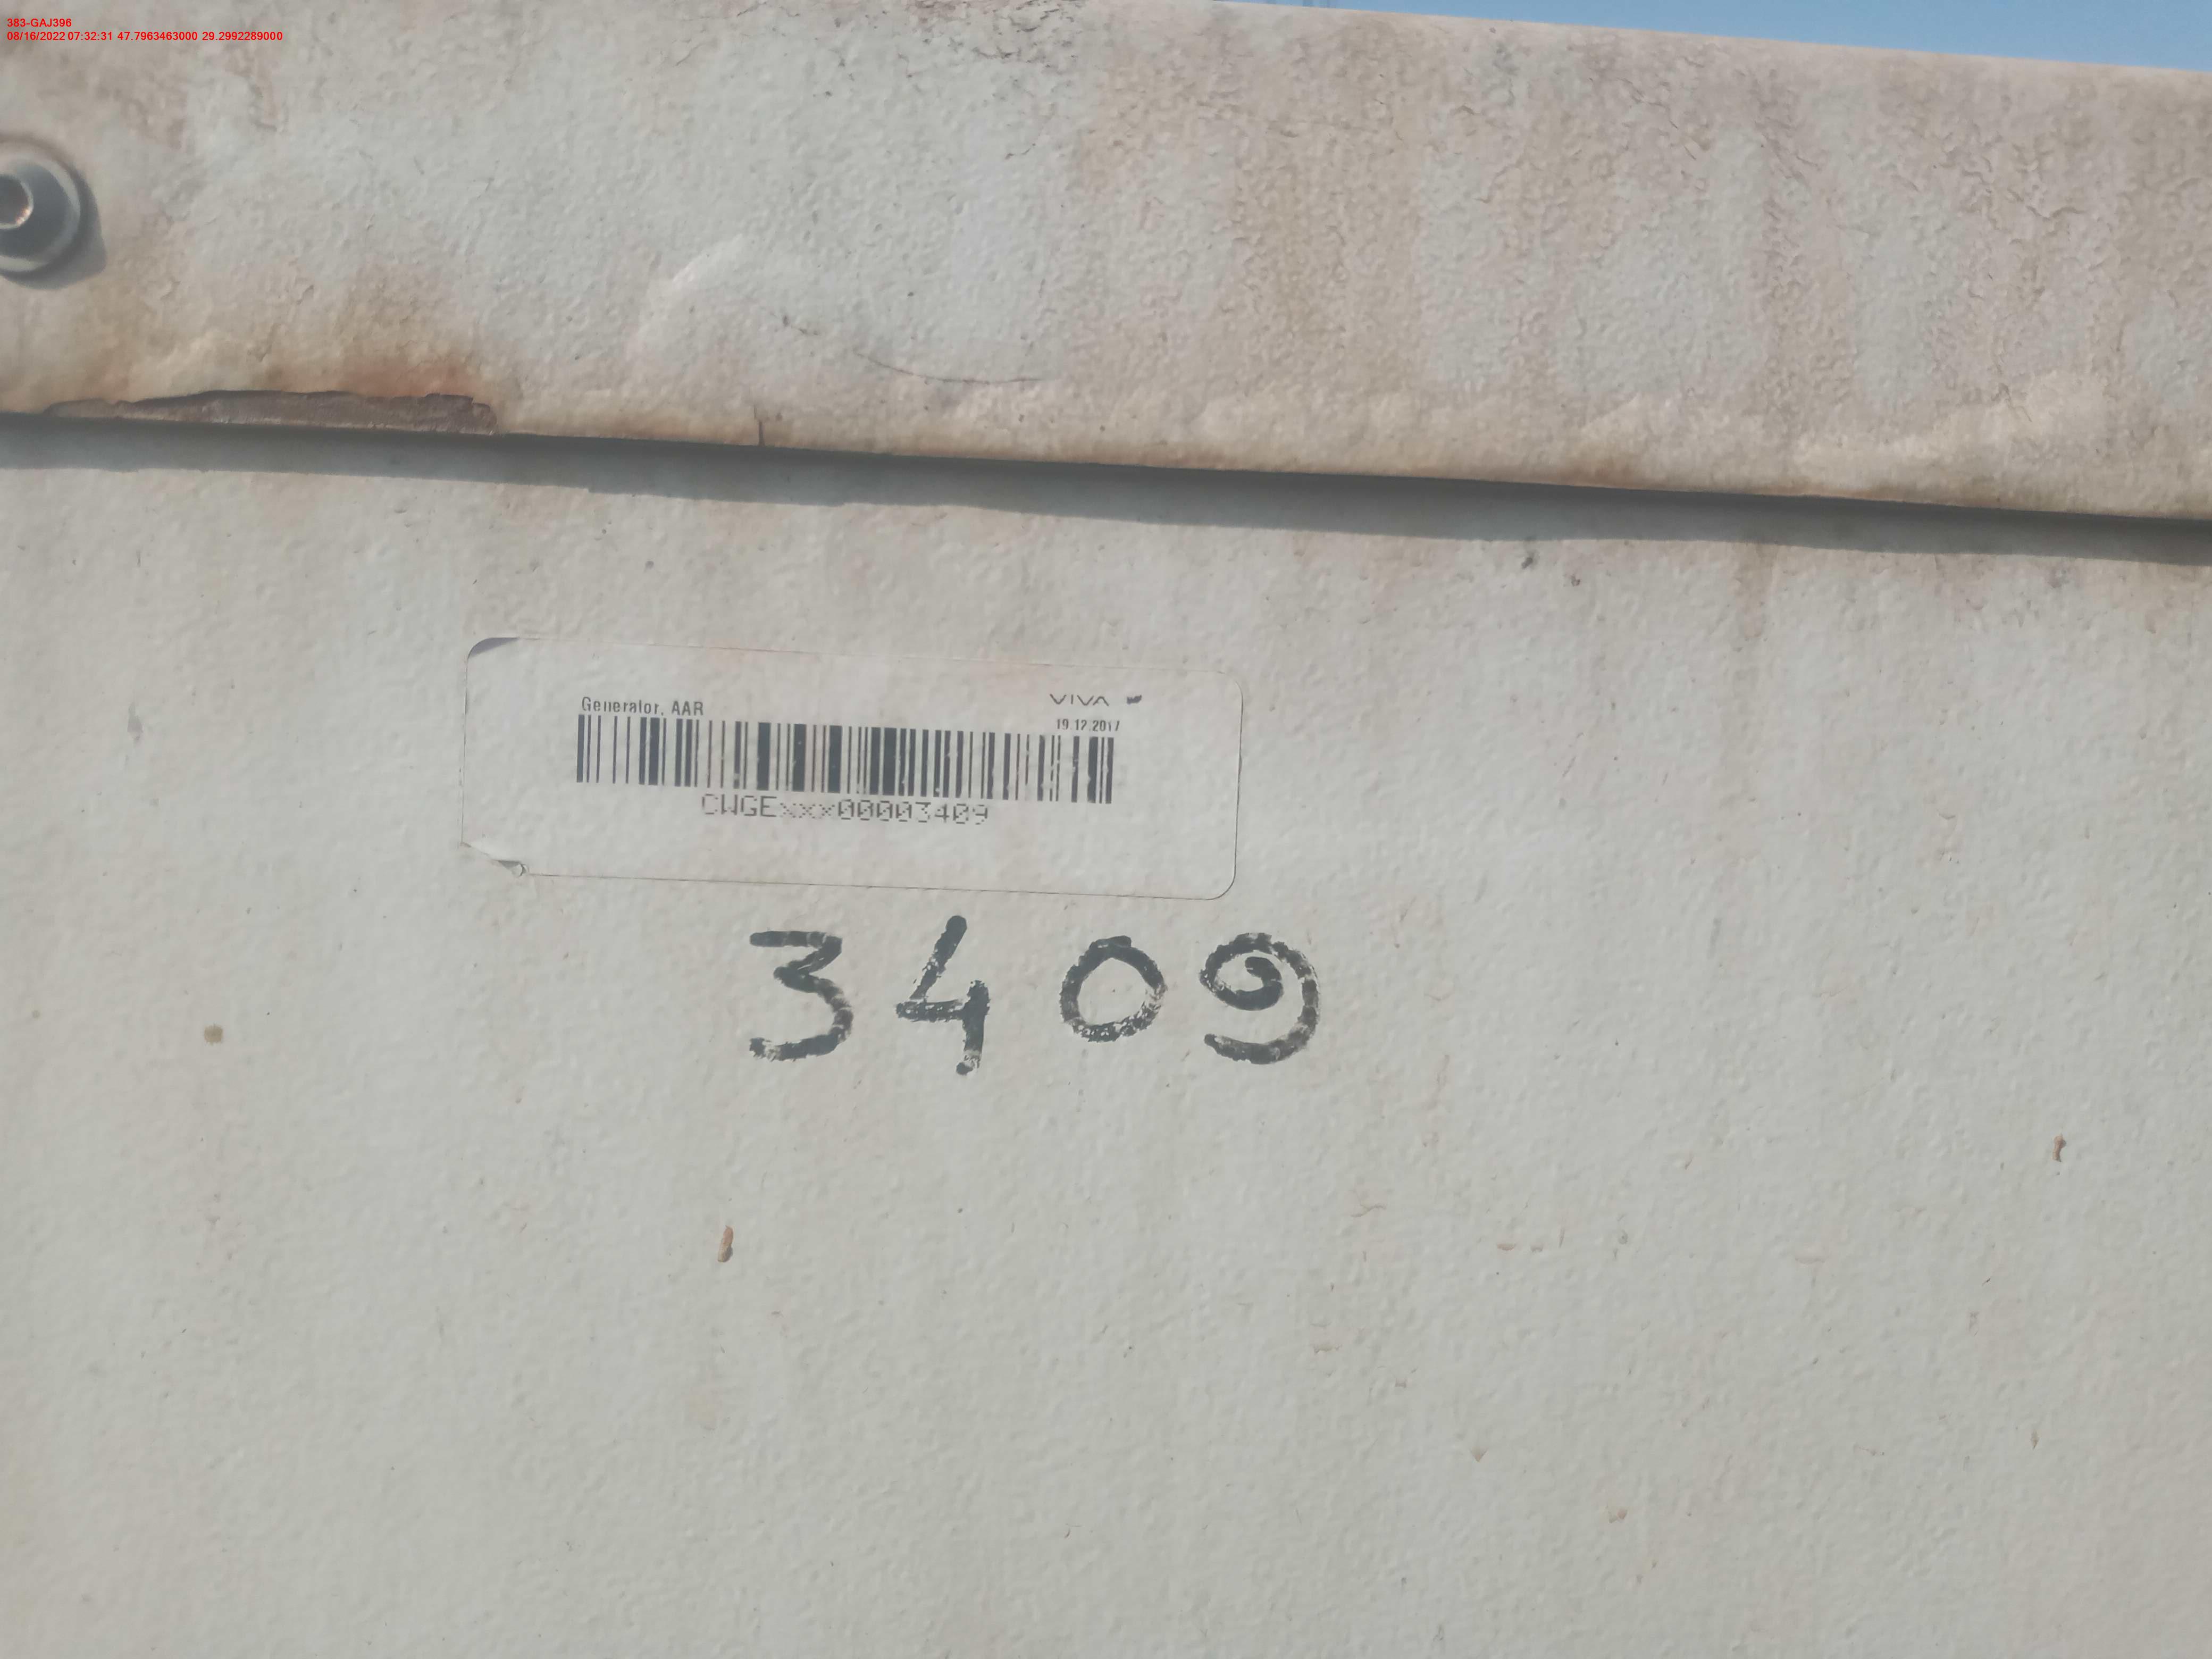 383-GAJ396
08/16/2022 07:32:31 47.7963463000 29.2992289000
Generator, AAR
VIVA
19.12.2017
CWGExxx00003409
3409